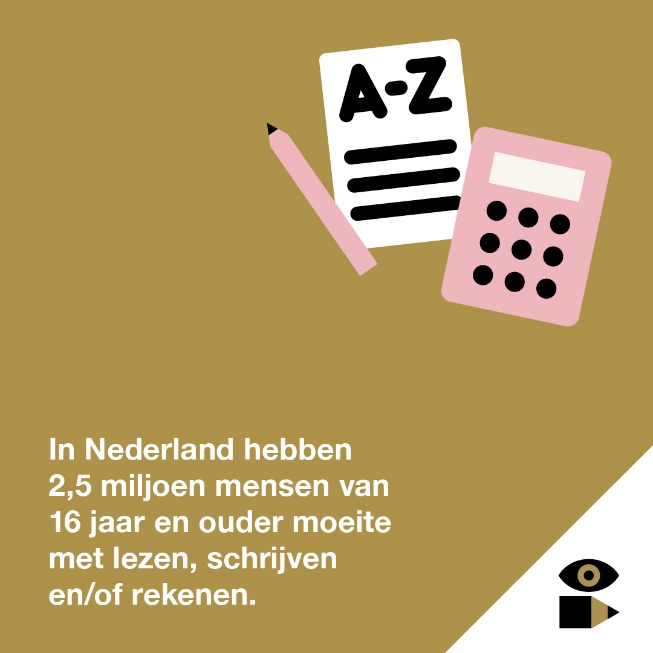 A-Z
In Nederland hebben
2,5 miljoen mensen van
16 jaar en ouder moeite
met lezen, schrijven
en/of rekenen.